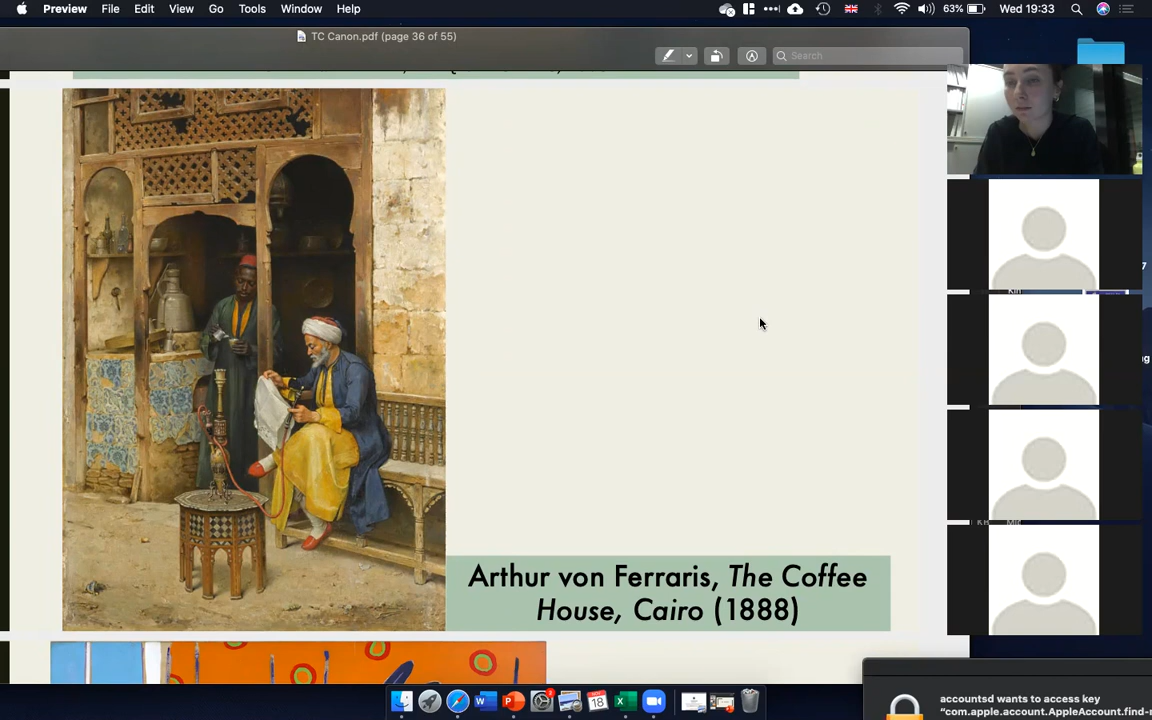 Preview File Edit View Go Tools Window Help 63% Wed 19:33
TC Canon.pdf (page 36 of 55)
Search
Arthur von Ferraris, The Coffee
House, Cairo (1888)
NOV
18
accountsd wants to access key
"com.apple.account.AppleAccount.find-